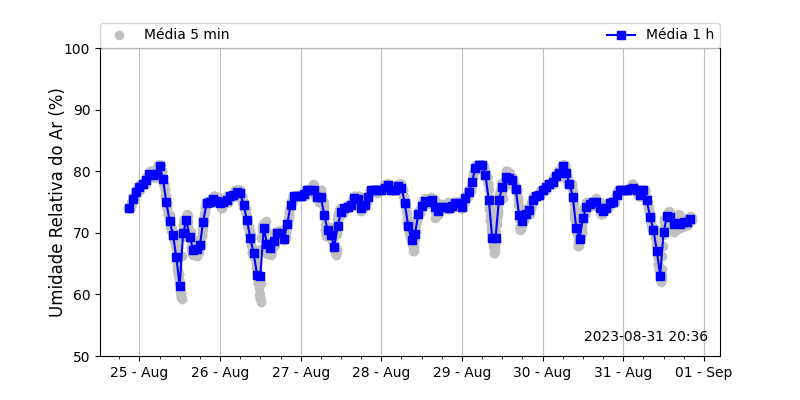 Média 5 min
Média 1 h
Umidade Relativa do Ar (%)
100
90
80
70
60
50
2023-08-31 20:36
25 - Aug
26 - Aug
27 - Aug
28 - Aug
29 - Aug
30 - Aug
31 - Aug
01 - Sep